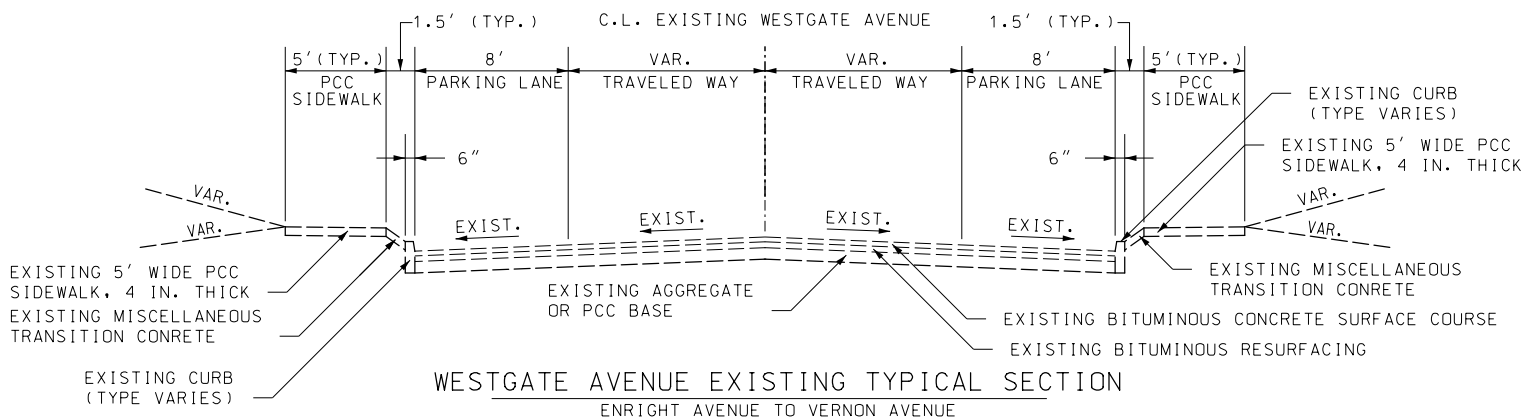 1.5' (TYP.)
C.L. EXISTING WESTGATE AVENUE
1.5' (TYP.)
5'(TYP.)
8'
VAR.
VAR.
8'
5'(TYP.)
PCC
SIDEWALK
PARKING LANE
TRAVELED WAY
TRAVELED WAY
PARKING LANE
PCC
SIDEWALK
EXISTING CURB
(TYPE VARIES)
6"
6"
EXISTING 5' WIDE PCC
SIDEWALK, 4 IN. THICK
VAR.
VAR.
EXIST.
EXIST.
EXIST.
EXIST.
VAR.
VAR.
EXISTING 5' WIDE PCC
SIDEWALK, 4 IN. THICK
EXISTING MISCELLANEOUS
TRANSITION CONRETE
EXISTING AGGREGATE
OR PCC BASE
EXISTING MISCELLANEOUS
TRANSITION CONRETE
EXISTING BITUMINOUS CONCRETE SURFACE COURSE
EXISTING BITUMINOUS RESURFACING
EXISTING CURB
(TYPE VARIES)
WESTGATE AVENUE EXISTING TYPICAL SECTION
ENRIGHT AVENUE TO VERNON AVENUE